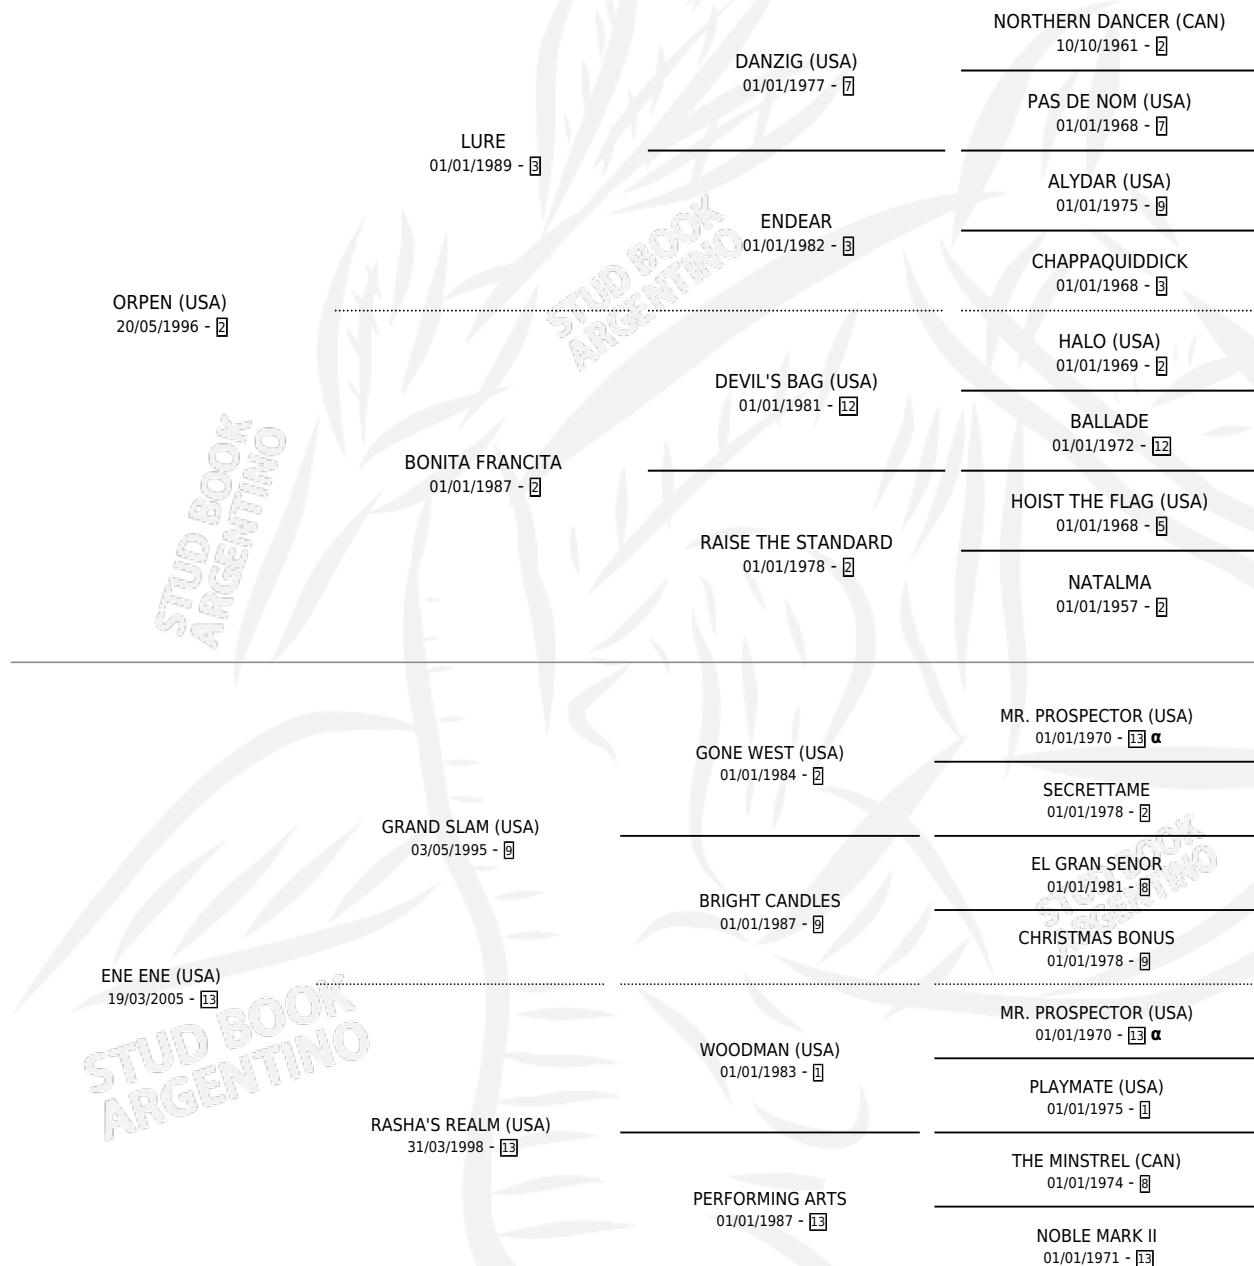 NORTHERN DANCER (CAN)
10/10/1961 - 2
DANZIG (USA)
01/01/1977 - 7
PAS DE NOM (USA)
01/01/1968 - 7
LURE
01/01/1989 - 3
ALYDAR (USA)
01/01/1975 - 9
ENDEAR
01/01/1982 - 3
CHAPPAQUIDDICK
01/01/1968 - 3
ORPEN (USA)
20/05/1996 - 2
HALO (USA)
01/01/1969 - 2
DEVIL'S BAG (USA)
01/01/1981 - 12
BALLADE
01/01/1972 - 12
BONITA FRANCITA
01/01/1987 - 2
HOIST THE FLAG (USA)
01/01/1968 - 5
RAISE THE STANDARD
01/01/1978 - 2
NATALMA
01/01/1957 - 2
MR. PROSPECTOR (USA)
01/01/1970 - 13 α
GONE WEST (USA)
01/01/1984 - 2
SECRETTAME
01/01/1978 - 2
GRAND SLAM (USA)
03/05/1995 - 9
EL GRAN SENOR
01/01/1981 - 8
BRIGHT CANDLES
01/01/1987 - 9
CHRISTMAS BONUS
01/01/1978 - 9
ENE ENE (USA)
19/03/2005 - 13
MR. PROSPECTOR (USA)
01/01/1970 - 13 α
WOODMAN (USA)
01/01/1983 - 1
PLAYMATE (USA)
01/01/1975 - 1
RASHA'S REALM (USA)
31/03/1998 - 13
THE MINSTREL (CAN)
01/01/1974 - 8
PERFORMING ARTS
01/01/1987 - 13
NOBLE MARK II
01/01/1971 - 13
STUD BOOK
ARGENTINO
STUD BOOK
ARGENTINO
STUD BOOK
ARGENTINO
STUD BOOK
ARGENTINO